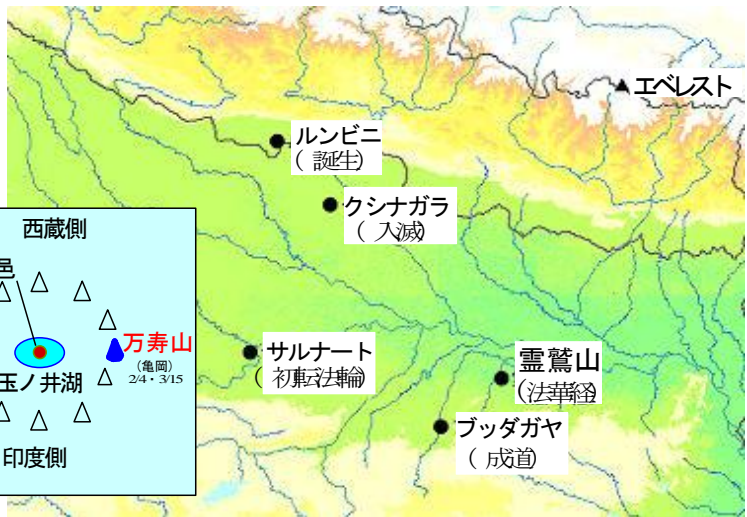 エベレスト
ルンビニ
(誕生)
クシナガラ
(入滅)
西蔵側
邑
万寿山
(亀岡)
2/4・3/15
玉ノ井湖
印度側
サルナート
(初転法輪)
霊鷲山
(法華経)
ブッダガヤ
(成道)